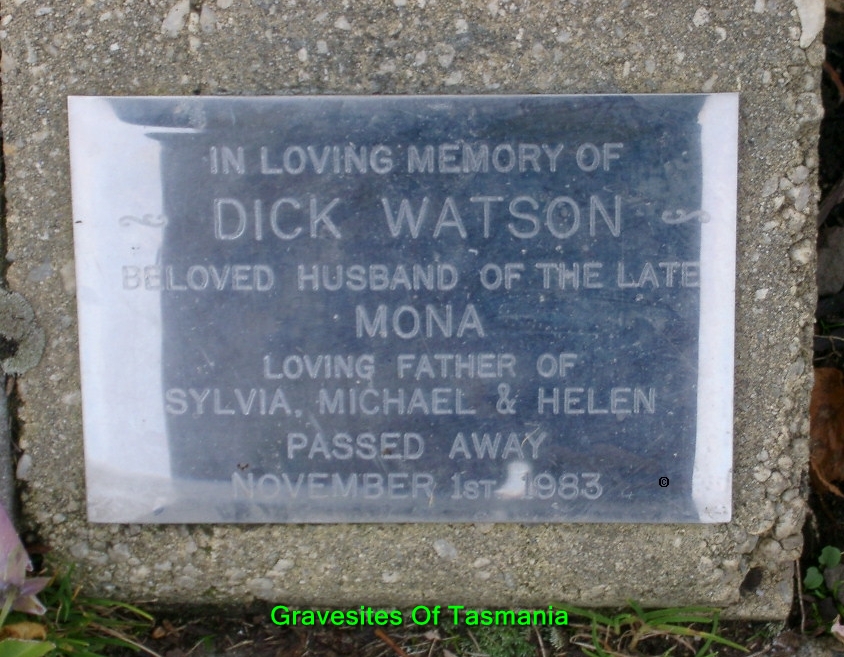 IN LOVING MEMORY OF
DICK WATSON
BELOVED HUSBAND OF THE LATE
MONA
LOVING FATHER OF
SYLVIA, MICHAEL & HELEN
PASSED AWAY
NOVEMBER 1ST 1983
©
Gravesites Of Tasmania